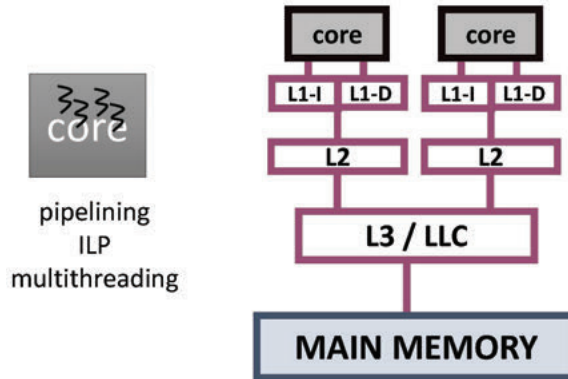 core
pipelining
ILP
multithreading
core core
L1-I L1-D L1-I L1-D
L2 L2
L3 / LLC
MAIN MEMORY